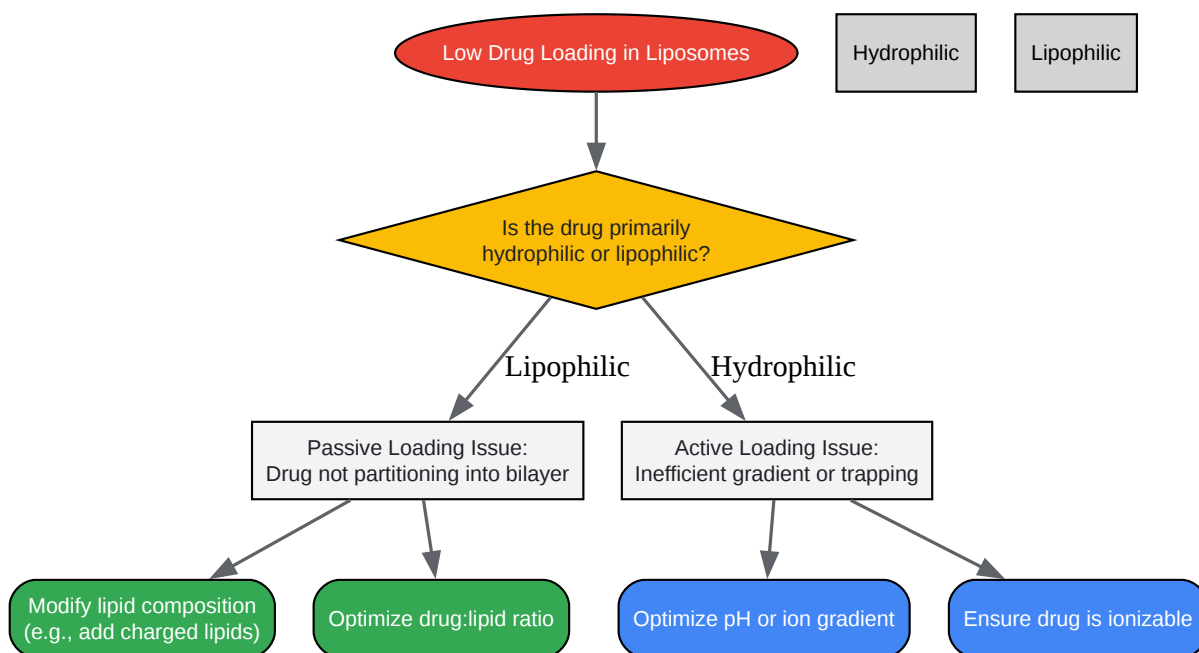 Low Drug Loading in Liposomes
Hydrophilic
Lipophilic
Is the drug primarily
hydrophilic or lipophilic?
Lipophilic
Hydrophilic
Passive Loading Issue:
Drug not partitioning into bilayer
Active Loading Issue:
Inefficient gradient or trapping
Modify lipid composition
(e.g., add charged lipids)
Optimize drug:lipid ratio
Optimize pH or ion gradient
Ensure drug is ionizable